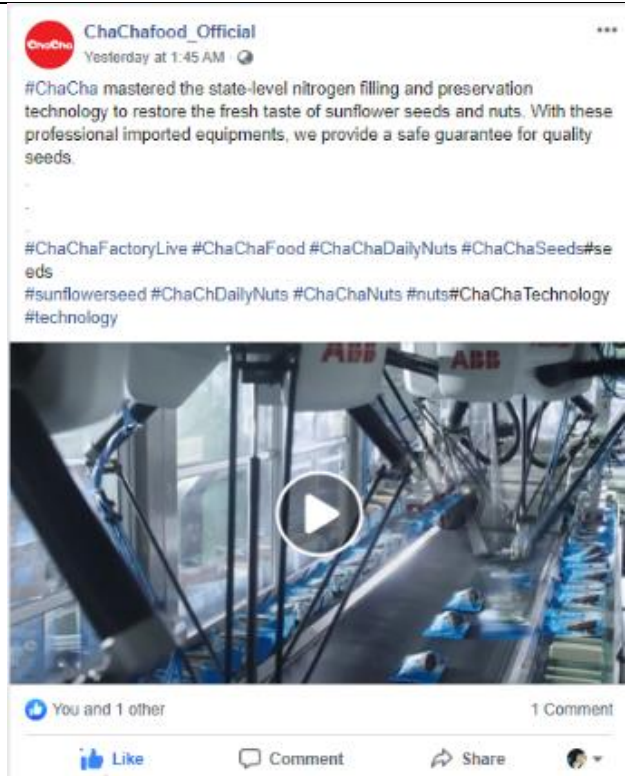 ChaCha
ChaChafood_Official
Yesterday at 1:45 AM
#ChaCha mastered the state-level nitrogen filling and preservation
technology to restore the fresh taste of sunflower seeds and nuts. With these
professional imported equipments, we provide a safe guarantee for quality
seeds.
.
.
.
#ChaChaFactoryLive #ChaChaFood #ChaChaDailyNuts #ChaChaSeeds#se
eds
#sunflowerseed #ChaChDailyNuts #ChaChaNuts #nuts#ChaChaTechnology
#technology
ABB ABB
You and 1 other 1 Comment
Like Comment Share